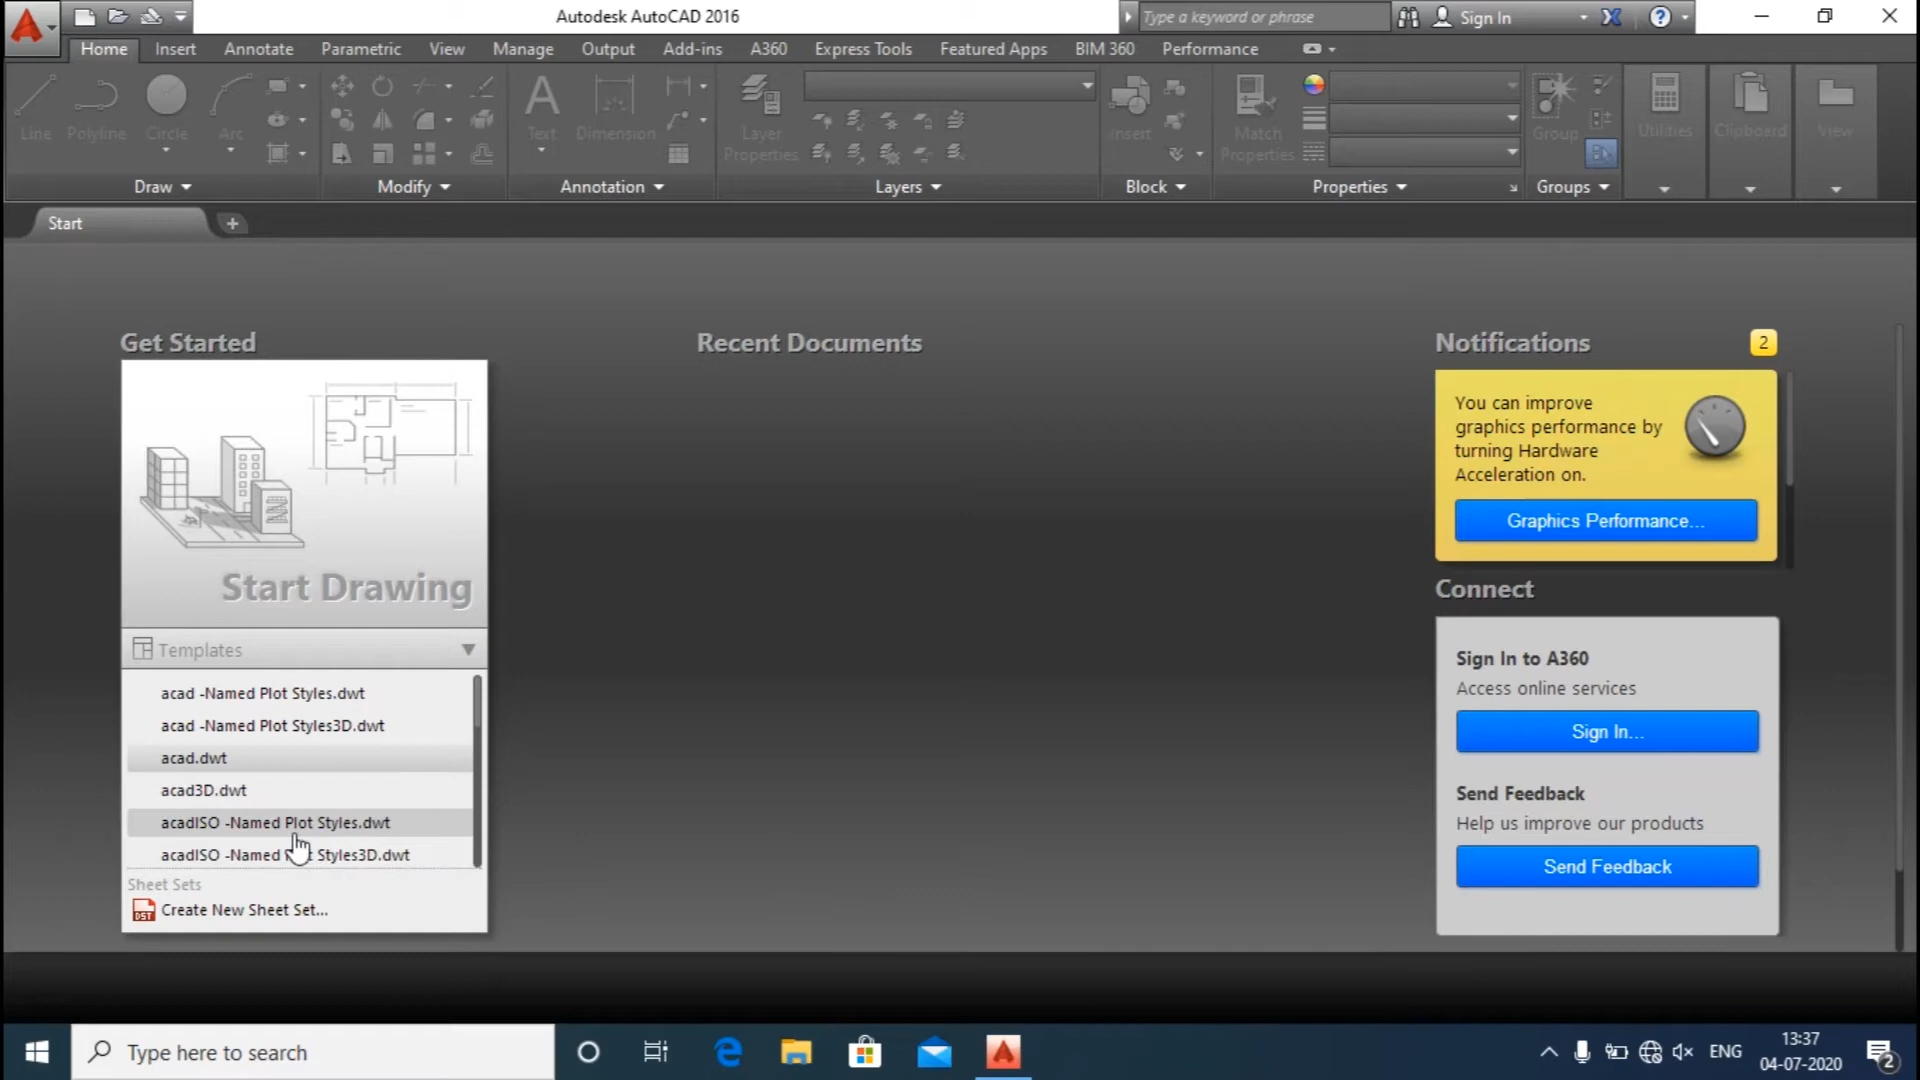 Autodesk AutoCAD 2016
Type a keyword or phrase
Sign In
Home Insert Annotate Parametric View Manage Output Add-ins A360 Express Tools Featured Apps BIM 360 Performance
Line Polyline Circle Arc
Text Dimension
Layer
Properties
Insert
Match
Properties
Group
Utilities Clipboard View
Draw Modify Annotation Layers Block Properties Groups
Start
Get Started
Start Drawing
Templates
acad -Named Plot Styles.dwt
acad -Named Plot Styles3D.dwt
acad.dwt
acad3D.dwt
acadISO -Named Plot Styles.dwt
acadISO -Named Plot Styles3D.dwt
Sheet Sets
DST Create New Sheet Set...
Recent Documents
Notifications 2
You can improve
graphics performance by
turning Hardware
Acceleration on.
Graphics Performance...
Connect
Sign In to A360
Access online services
Sign In...
Send Feedback
Help us improve our products
Send Feedback
Type here to search
ENG
13:37
04-07-2020
2